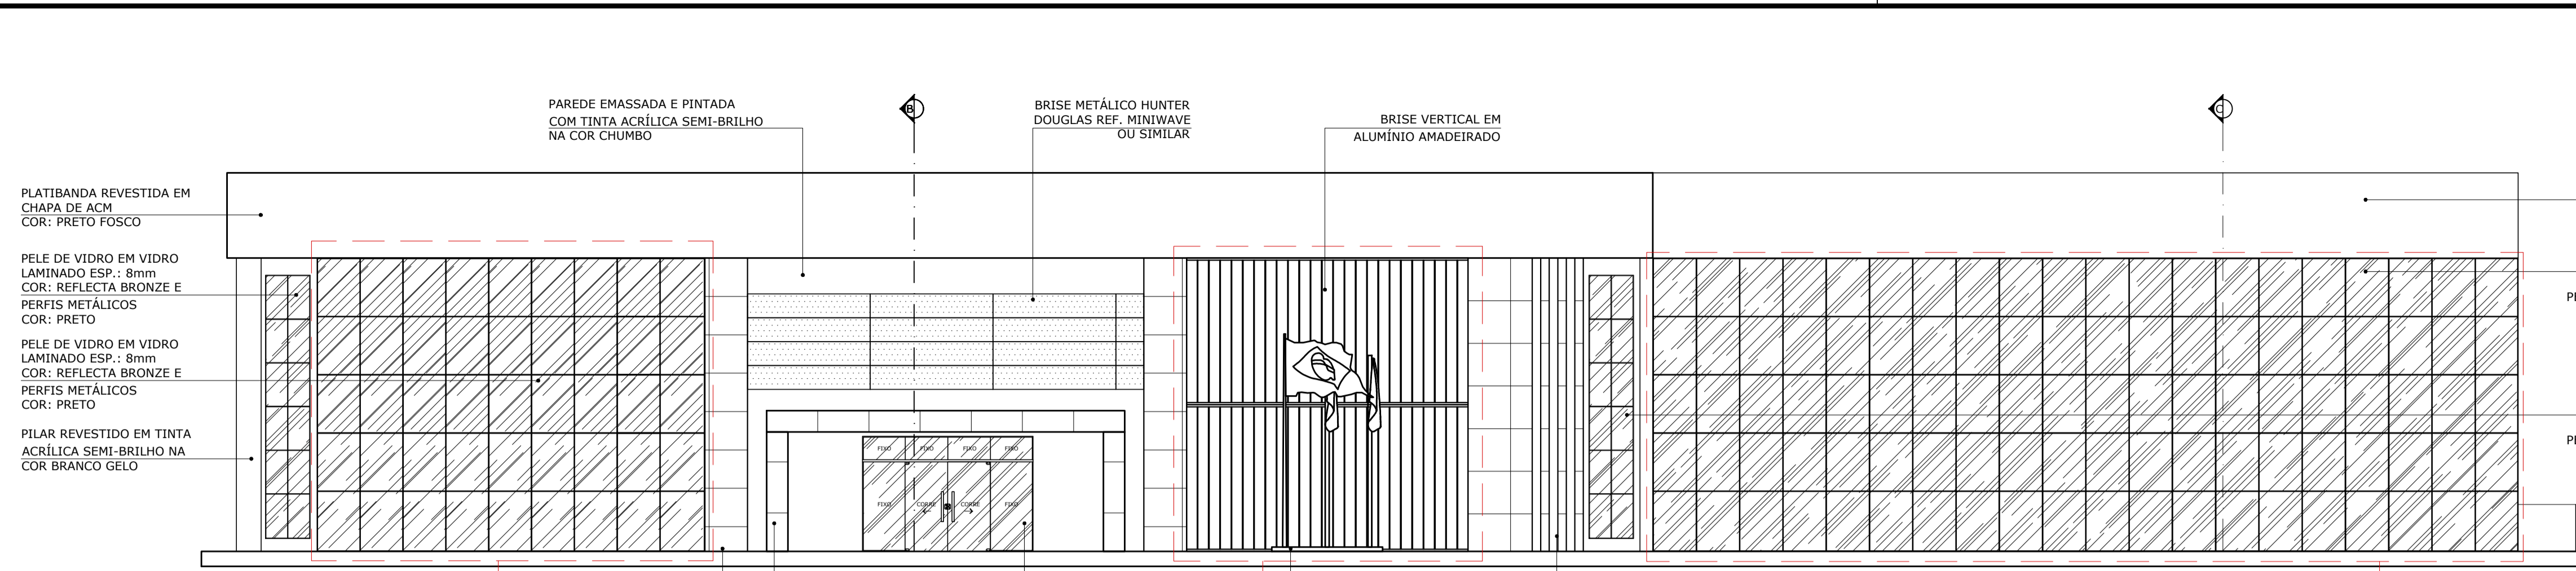 PAREDE EMASSADA E PINTADA
COM TINTA ACRÍLICA SEMI-BRILHO
NA COR CHUMBO
B
BRISE METÁLICO HUNTER
DOUGLAS REF. MINIWAVE
OU SIMILAR
BRISE VERTICAL EM
ALUMÍNIO AMADEIRADO
C
PLATIBANDA REVESTIDA EM
CHAPA DE ACM
COR: PRETO FOSCO
PELE DE VIDRO EM VIDRO
LAMINADO ESP.: 8mm
COR: REFLECTA BRONZE E
PERFIS METÁLICOS
COR: PRETO
PELE DE VIDRO EM VIDRO
LAMINADO ESP.: 8mm
COR: REFLECTA BRONZE E
PERFIS METÁLICOS
COR: PRETO
PILAR REVESTIDO EM TINTA
ACRÍLICA SEMI-BRILHO NA
COR BRANCO GELO
FIXO FIXO FIXO FIXO
FIXO CORRE CORRE FIXO